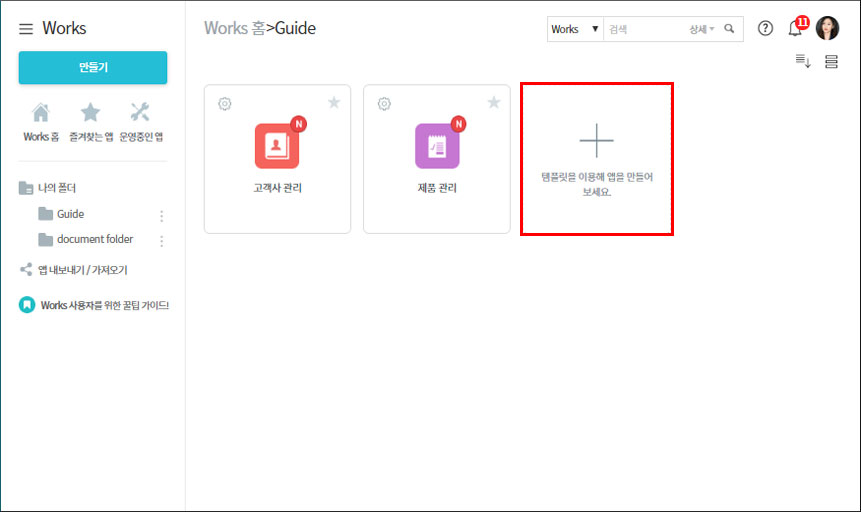 Works
만들기
Works 홈
즐겨찾는 앱
운영중인 앱
나의 폴더
Guide
document folder
앱 내보내기 / 가져오기
Works 사용자를 위한 꿀팁 가이드!
Works 홈>Guide
Works ▼ 검색 상세
11
N
고객사 관리
N
제품 관리
템플릿을 이용해 앱을 만들어
보세요.